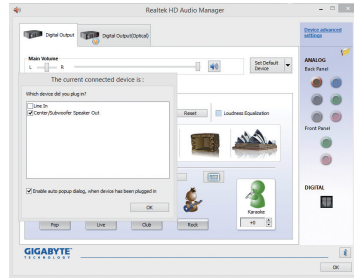 Realtek HD Audio Manager
Digital Output
Digital Output(Optical)
Device advanced settings
Main Volume
L
R
Set Default Device
ANALOG
Back Panel
The current connected device is :
Which device did you plug in?
Line In
Center/Subwoofer Speaker Out
Reset
Loudness Equalization
Front Panel
Enable auto popup dialog, when device has been plugged in
OK
DIGITAL
Karaoke
Pop
Live
Club
Rock
+0
GIGABYTE
TECHNOLOGY
OK